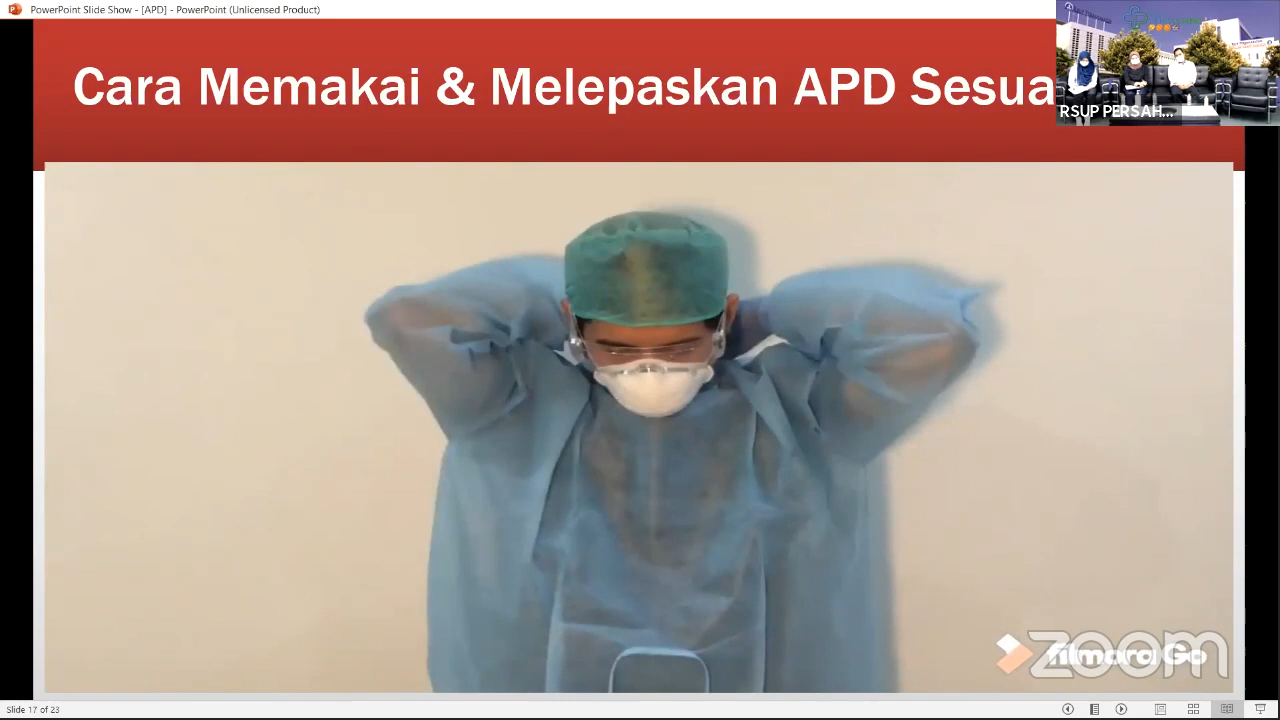 PowerPoint Slide Show - [APD] - PowerPoint (Unlicensed Product)
Cara Memakai & Melepaskan APD Sesua
RSUP PERSAH...
zoom
filmora Go
Slide 17 of 23